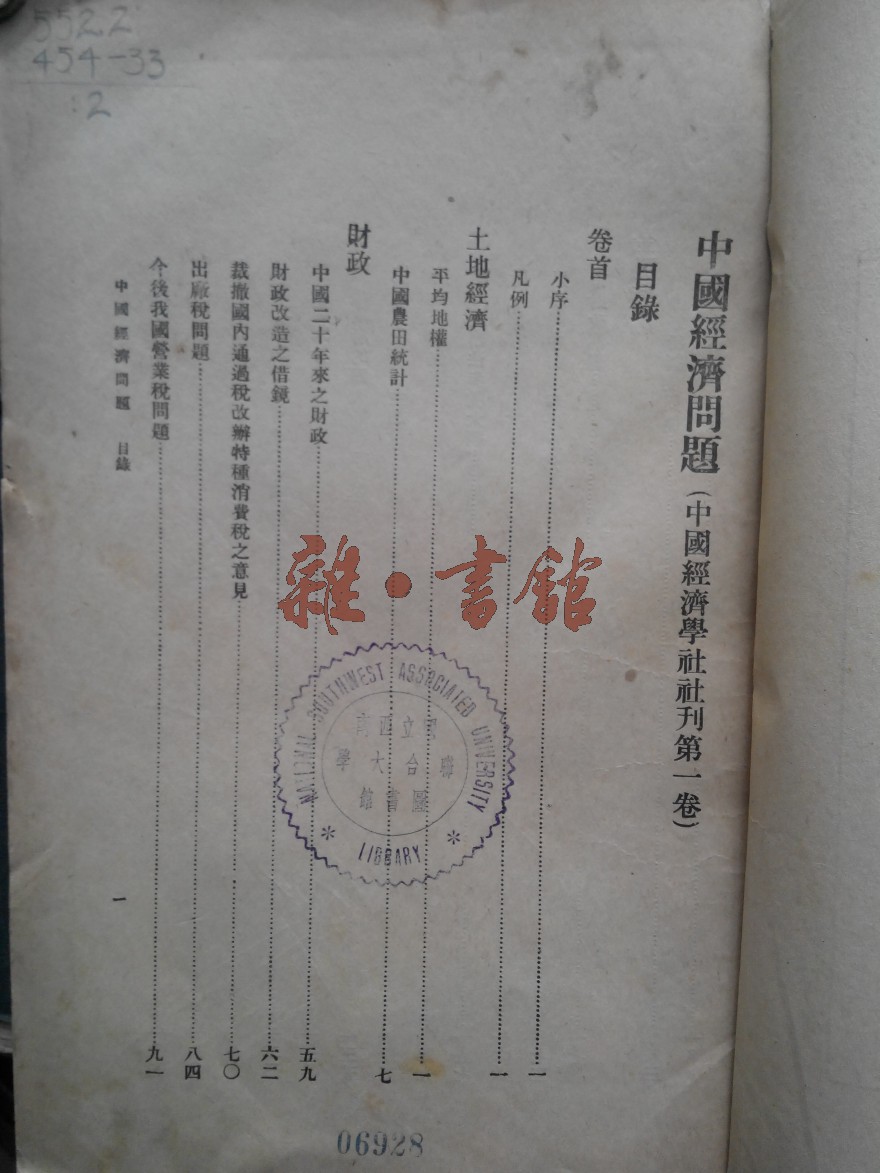 552.2
454-33
:2
中國經濟問題(中國經濟學社社刊第一卷)
目錄
卷首
小序……一
凡例……一
土地經濟
平均地權……一
中國農田統計……七
財政
中國二十年來之財政……五九
財政改造之借鏡……六二
裁撤國內通過稅改辦特種消費稅之意見……七〇
出廠稅問題……八四
今後我國營業稅問題……九一
中國經濟問題 目錄
一
雜·書館
NATIONAL SOUTHWEST ASSOCIATED UNIVERSITY
國立西南
聯合大學
圖書館
* LIBRARY *
06928